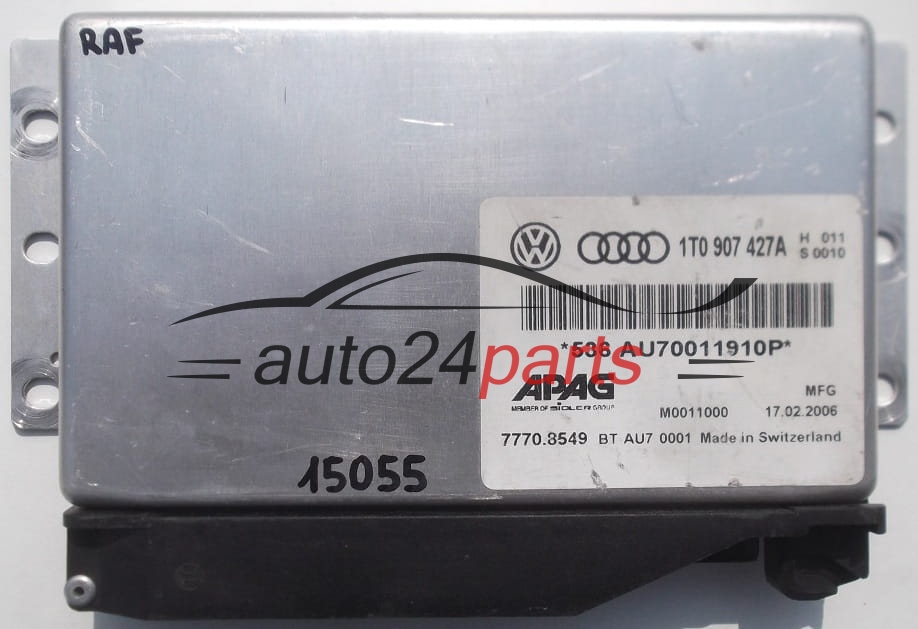 RAF
1T0 907 427A H 011
S 0010
AU70011910P*
auto24parts
APAG
MEMBER OF SIDLER GROUP
MFG
M0011000 17.02.2006
7770.8549 BT AU7 0001 Made in Switzerland
15055